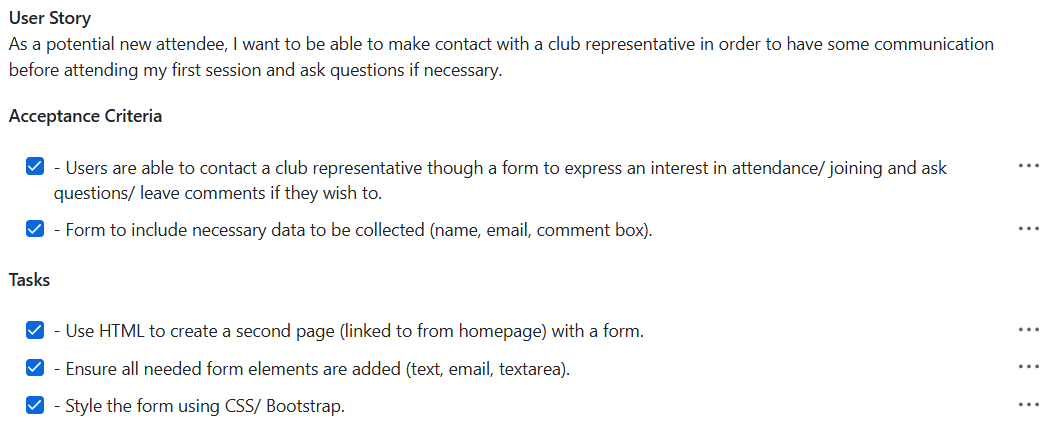 User Story
As a potential new attendee, I want to be able to make contact with a club representative in order to have some communication
before attending my first session and ask questions if necessary.
Acceptance Criteria
- Users are able to contact a club representative though a form to express an interest in attendance/ joining and ask
questions/ leave comments if they wish to.
- Form to include necessary data to be collected (name, email, comment box).
Tasks
- Use HTML to create a second page (linked to from homepage) with a form.
- Ensure all needed form elements are added (text, email, textarea).
- Style the form using CSS/ Bootstrap.